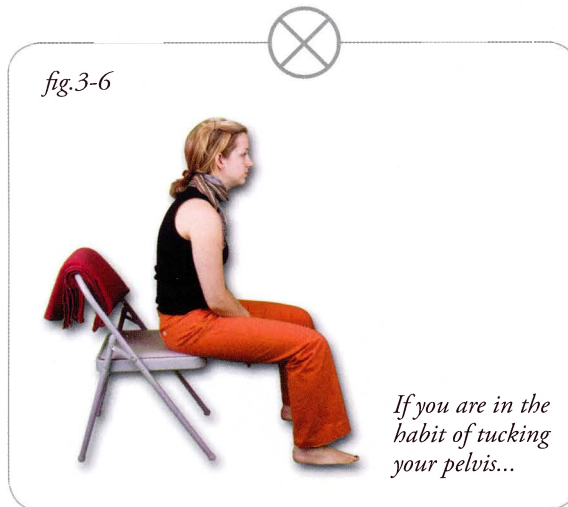 fig.3-6
If you are in the
habit of tucking
your pelvis...